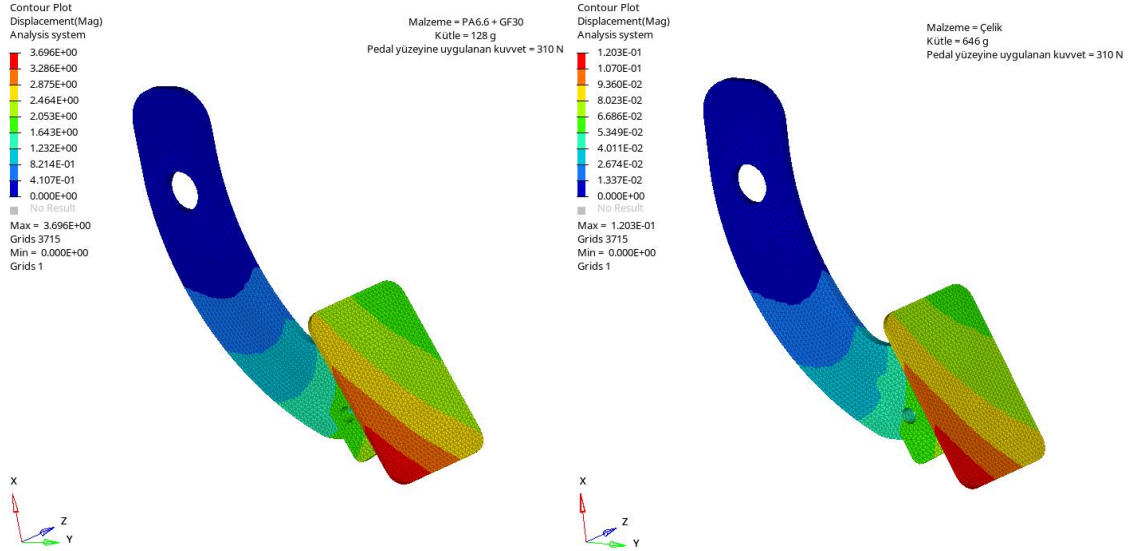 Contour Plot
Displacement(Mag)
Analysis system
3.696E+00
3.286E+00
2.875E+00
2.464E+00
2.053E+00
1.643E+00
1.232E+00
8.214E-01
4.107E-01
0.000E+00
No Result
Max = 3.696E+00
Grids 3715
Min = 0.000E+00
Grids 1
Malzeme = PA6.6 + GF30
Kütle = 128 g
Pedal yüzeyine uygulanan kuvvet = 310 N
X
Z
Y
Contour Plot
Displacement(Mag)
Analysis system
1.203E-01
1.070E-01
9.360E-02
8.023E-02
6.686E-02
5.349E-02
4.011E-02
2.674E-02
1.337E-02
0.000E+00
No Result
Max = 1.203E-01
Grids 3715
Min = 0.000E+00
Grids 1
Malzeme = Çelik
Kütle = 646 g
Pedal yüzeyine uygulanan kuvvet = 310 N
X
Z
Y